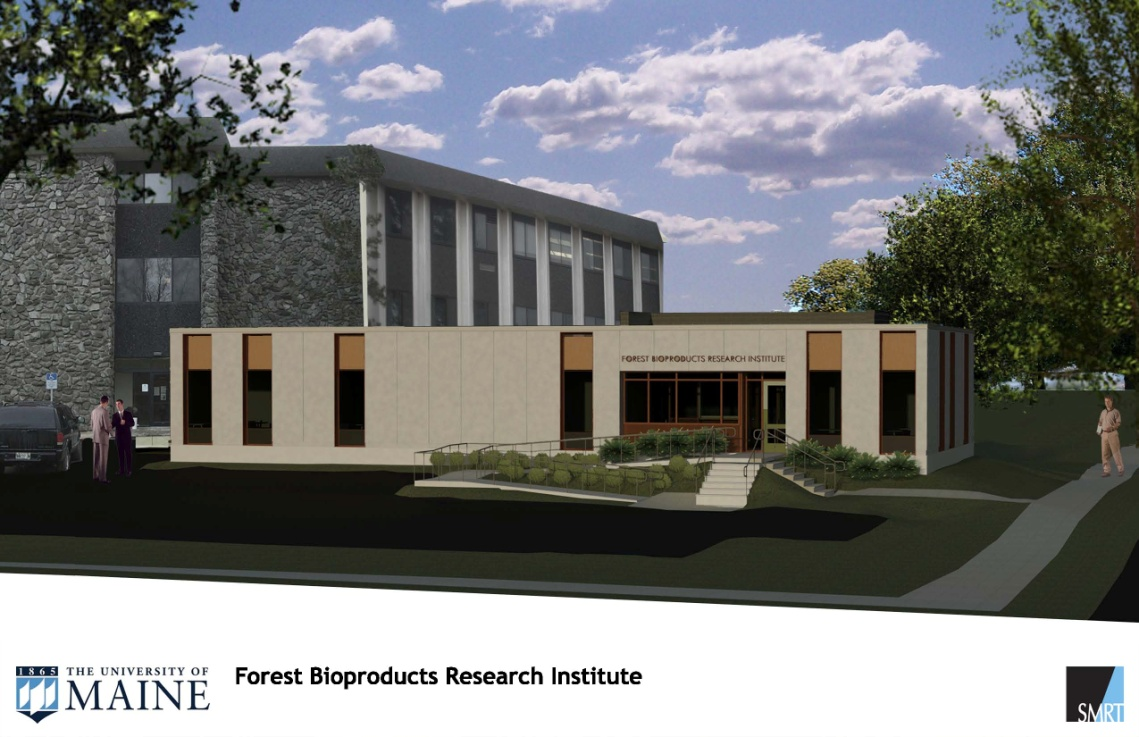 FOREST BIOPRODUCTS RESEARCH INSTITUTE
1865
THE UNIVERSITY OF
MAINE
Forest Bioproducts Research Institute
SMRT